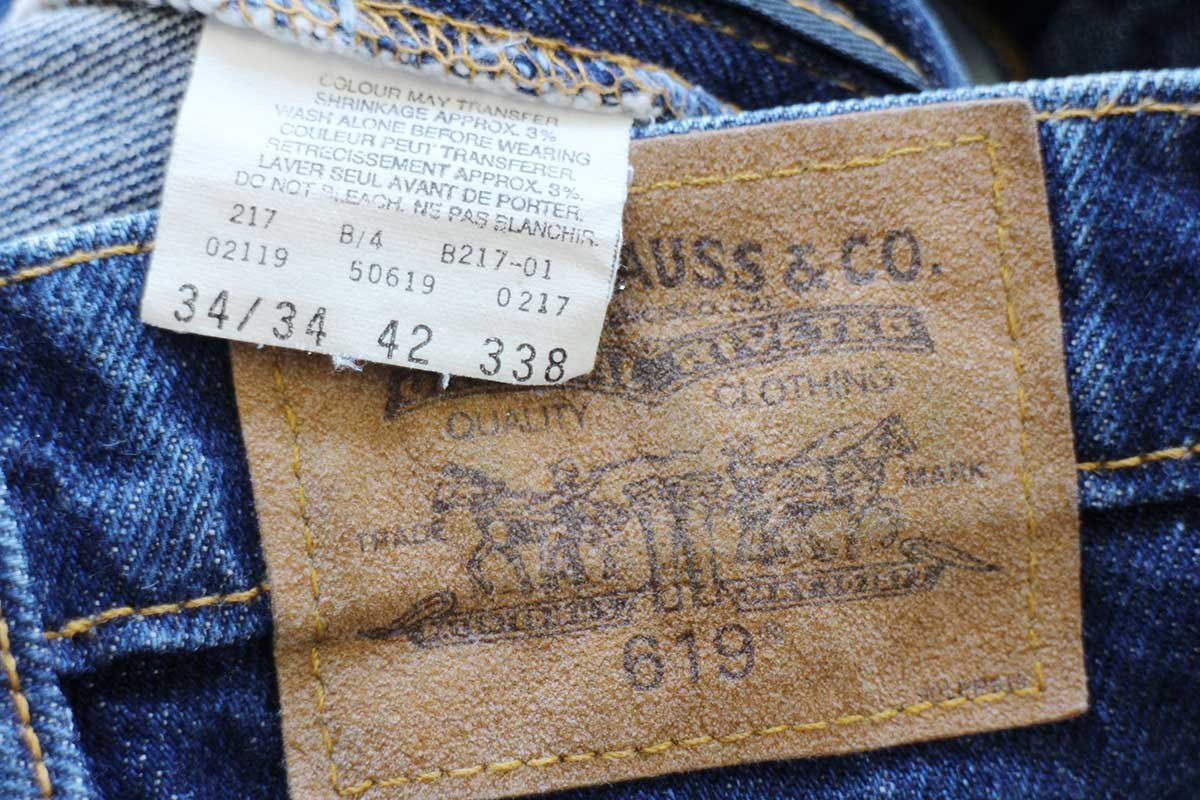 COLOUR MAY TRANSFER
SHRINKAGE APPROX. 3%
WASH ALONE BEFORE WEARING
COULEUR PEUT TRANSFERER.
RETRECISSEMENT APPROX. 3%.
LAVER SEUL AVANT DE PORTER.
DO NOT BLEACH. NE PAS BLANCHIR.
217 B/4 B217-01
02119 50619 0217
34/34 42 338
AUSS & CO.
QUALITY CLOTHING
TRADE MARK
619